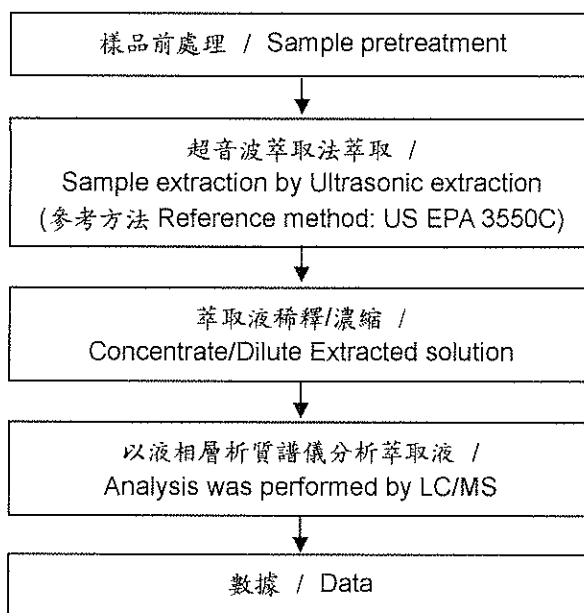 樣品前處理 / Sample pretreatment
超音波萃取法萃取 /
Sample extraction by Ultrasonic extraction
(參考方法 Reference method: US EPA 3550C)
萃取液稀釋/濃縮 /
Concentrate/Dilute Extracted solution
以液相層析質譜儀分析萃取液 /
Analysis was performed by LC/MS
數據 / Data